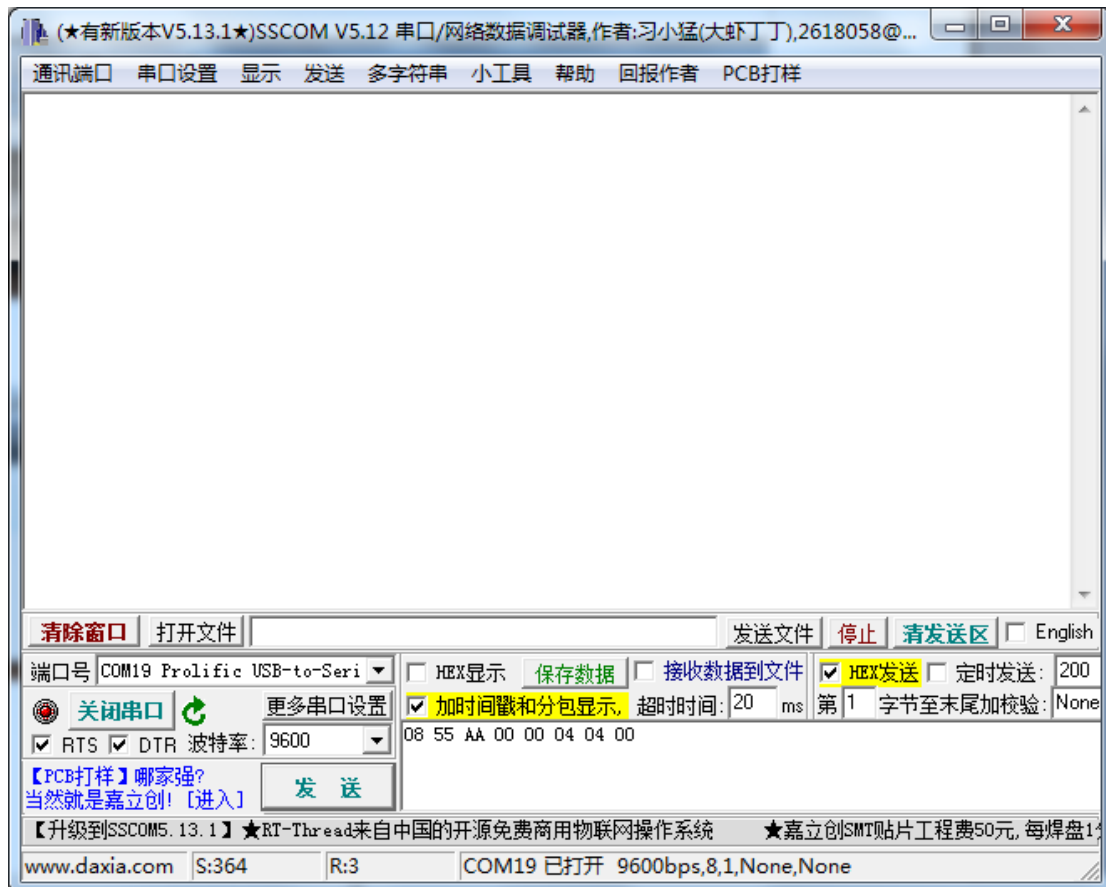 (★有新版本V5.13.1★)SSCOM V5.12 串口/网络数据调试器,作者:习小猛(大虾丁丁),2618058@...
通讯端口 串口设置 显示 发送 多字符串 小工具 帮助 回报作者 PCB打样
清除窗口 打开文件 发送文件 停止 清发送区 English
端口号 COM19 Prolific USB-to-Seri HEX显示 保存数据 接收数据到文件 HEX发送 定时发送: 200
关闭串口 更多串口设置 加时间戳和分包显示, 超时时间: 20 ms 第 1 字节至末尾加校验: None
RTS DTR 波特率: 9600
08 55 AA 00 00 04 04 00
【PCB打样】哪家强?
当然就是嘉立创! [进入]
发 送
【升级到SSCOM5.13.1】★RT-Thread来自中国的开源免费商用物联网操作系统 ★嘉立创SMT贴片工程费50元,每焊盘1
www.daxia.com S:364 R:3 COM19 已打开 9600bps,8,1,None,None